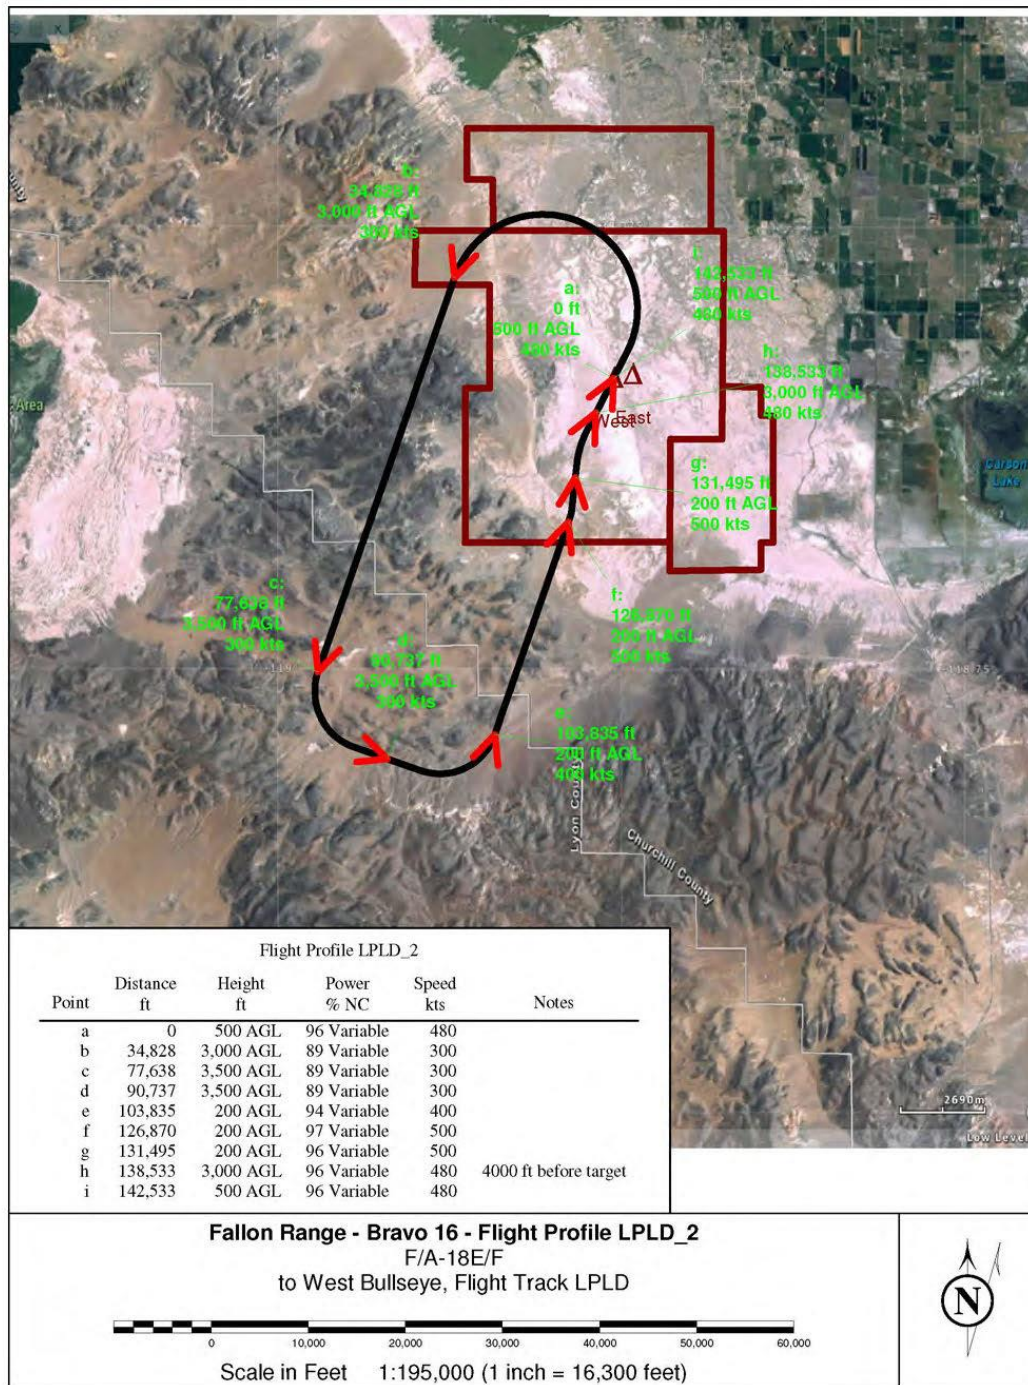 b:
34,828 ft
3,000 ft AGL
300 kts
i:
142,533 ft
500 ft AGL
480 kts
a:
0 ft
500 ft AGL
480 kts
h:
138,533 ft
3,000 ft AGL
480 kts
Area
West
East
g:
131,495 ft
200 ft AGL
500 kts
Carson
Lake
c:
77,638 ft
3,500 ft AGL
300 kts
f:
126,870 ft
200 ft AGL
500 kts
d:
90,737 ft
3,500 ft AGL
300 kts
-119
-118.75
e:
103,835 ft
200 ft AGL
400 kts
Lyon County
Churchill County
2690m
Low Level
Flight Profile LPLD_2
Point Distance ft Height ft Power % NC Speed kts Notes
a 0 500 AGL 96 Variable 480
b 34,828 3,000 AGL 89 Variable 300
c 77,638 3,500 AGL 89 Variable 300
d 90,737 3,500 AGL 89 Variable 300
e 103,835 200 AGL 94 Variable 400
f 126,870 200 AGL 97 Variable 500
g 131,495 200 AGL 96 Variable 500
h 138,533 3,000 AGL 96 Variable 480 4000 ft before target
i 142,533 500 AGL 96 Variable 480
Fallon Range - Bravo 16 - Flight Profile LPLD_2
F/A-18E/F
to West Bullseye, Flight Track LPLD
0 10,000 20,000 30,000 40,000 50,000 60,000
Scale in Feet 1:195,000 (1 inch = 16,300 feet)
N